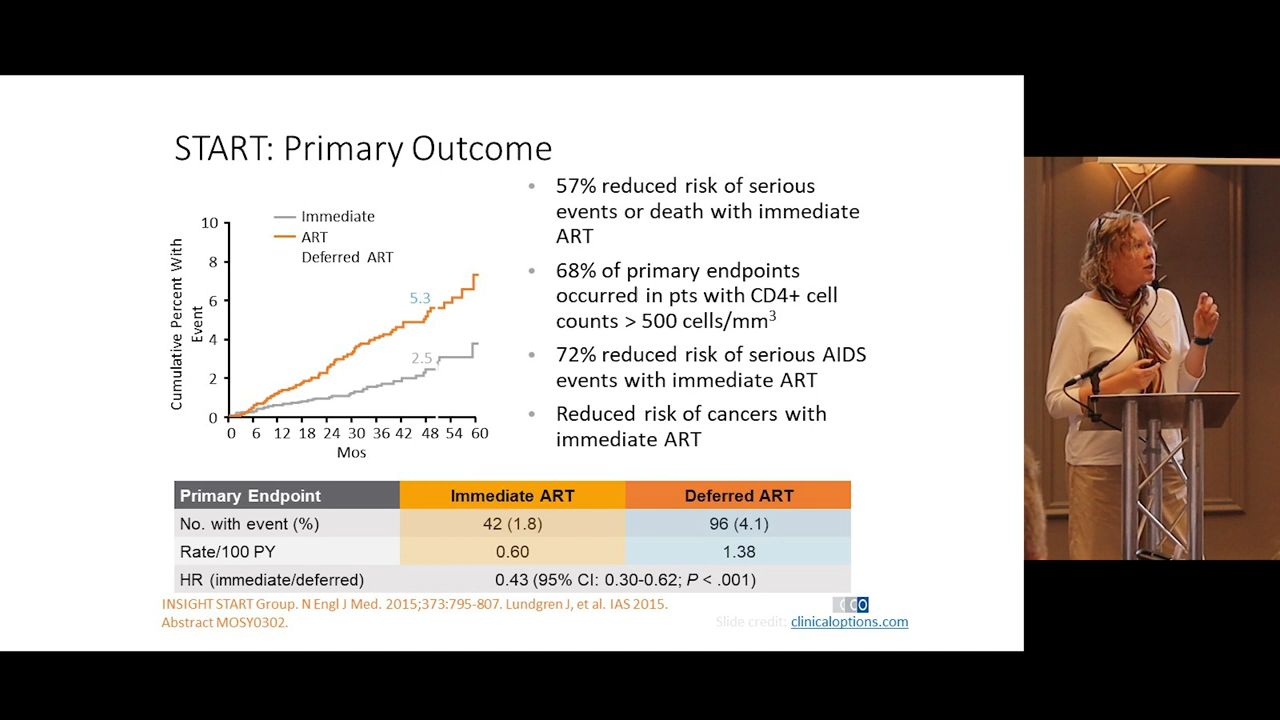 START: Primary Outcome
57% reduced risk of serious
events or death with immediate
ART
68% of primary endpoints
occurred in pts with CD4+ cell
counts > 500 cells/mm³
72% reduced risk of serious AIDS
events with immediate ART
Reduced risk of cancers with
immediate ART
Immediate
ART
Deferred ART
Cumulative Percent With
Event
10
8
6
4
2
0
5.3
2.5
0 6 12 18 24 30 36 42 48 54 60
Mos
Primary Endpoint Immediate ART Deferred ART
No. with event (%) 42 (1.8) 96 (4.1)
Rate/100 PY 0.60 1.38
HR (immediate/deferred) 0.43 (95% CI: 0.30-0.62; P < .001)
INSIGHT START Group. N Engl J Med. 2015;373:795-807. Lundgren J, et al. IAS 2015.
Abstract MOSY0302.
CCO
Slide credit: clinicaloptions.com